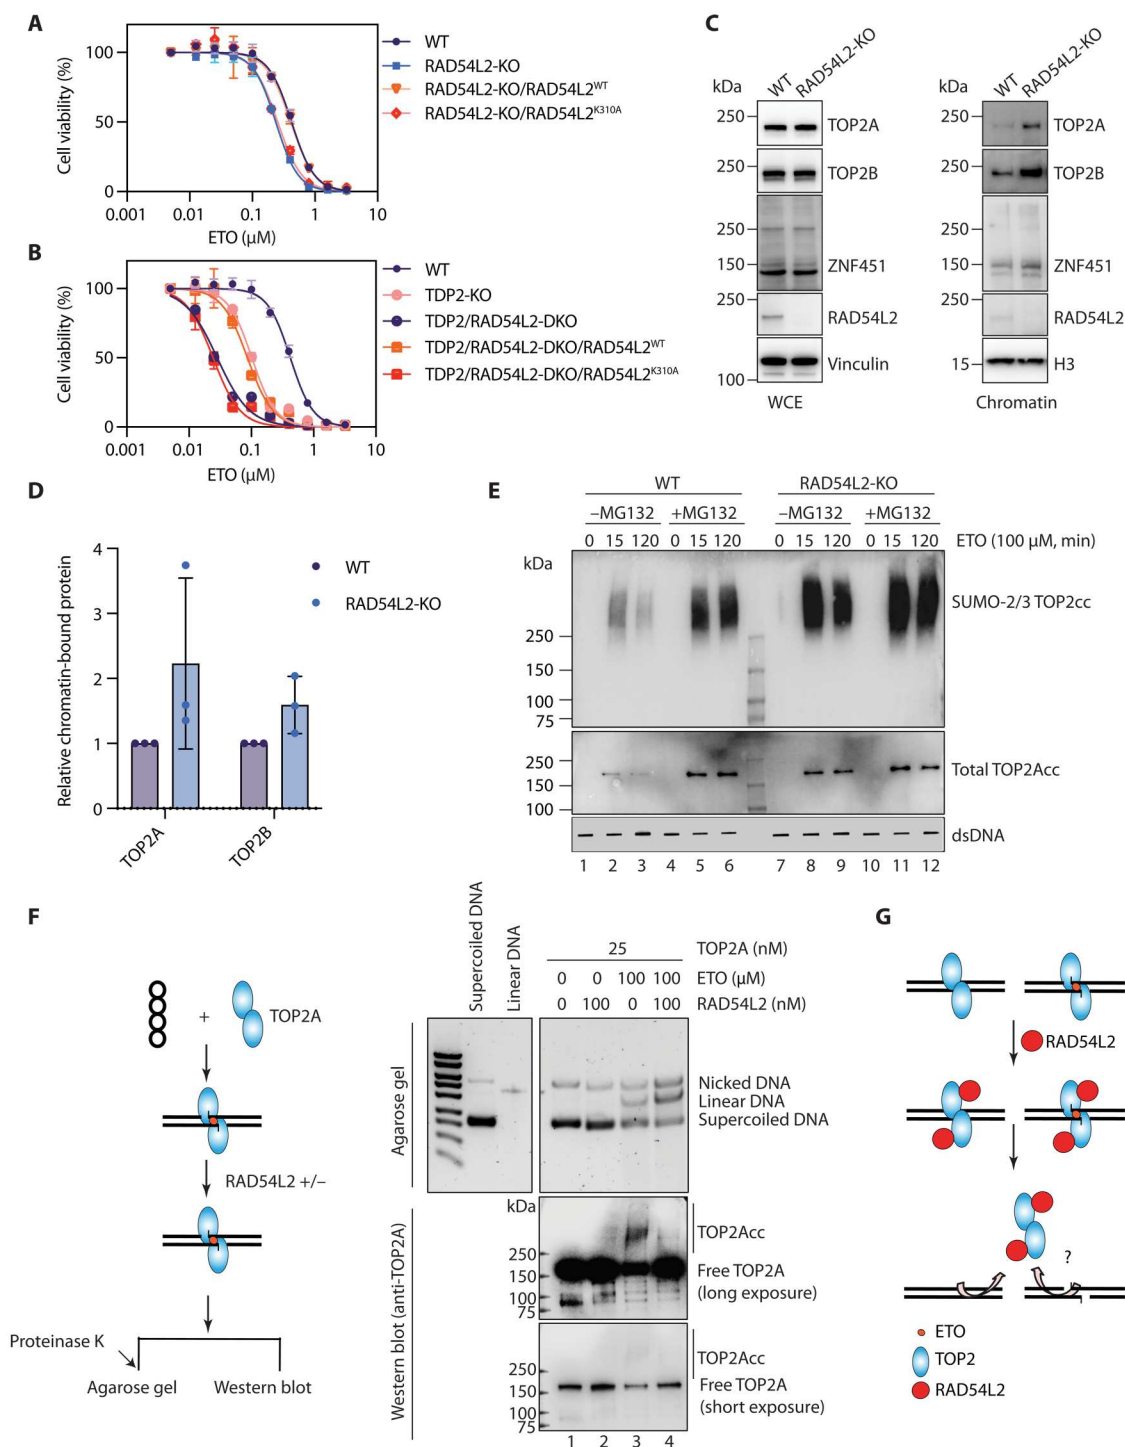 A
100
50
0
Cell viability (%)
0.001 0.01 0.1 1 10
ETO (μM)
WT
RAD54L2-KO
RAD54L2-KO/RAD54L2WT
RAD54L2-KO/RAD54L2K310A
B
100
50
0
Cell viability (%)
0.001 0.01 0.1 1 10
ETO (μM)
WT
TDP2-KO
TDP2/RAD54L2-DKO
TDP2/RAD54L2-DKO/RAD54L2WT
TDP2/RAD54L2-DKO/RAD54L2K310A
C
kDa WT RAD54L2-KO
250 TOP2A
250 TOP2B
250
150 ZNF451
250 RAD54L2
100 Vinculin
WCE
kDa WT RAD54L2-KO
250 TOP2A
250 TOP2B
250
150 ZNF451
250 RAD54L2
15 H3
Chromatin
D
4
3
2
1
0
Relative chromatin-bound protein
TOP2A TOP2B
WT
RAD54L2-KO
E
WT RAD54L2-KO
–MG132 +MG132 –MG132 +MG132
0 15 120 0 15 120 0 15 120 0 15 120 ETO (100 μM, min)
kDa
SUMO-2/3 TOP2cc
250
150
100
75
250 Total TOP2Acc
150
100
dsDNA
1 2 3 4 5 6 7 8 9 10 11 12
F
+ TOP2A
RAD54L2 +/–
Proteinase K
Agarose gel Western blot
Supercoiled DNA
Linear DNA
25 TOP2A (nM)
0 0 100 100 ETO (μM)
0 100 0 100 RAD54L2 (nM)
Agarose gel
Nicked DNA
Linear DNA
Supercoiled DNA
Western blot (anti-TOP2A)
kDa
TOP2Acc
250
150
100
75
Free TOP2A
(long exposure)
TOP2Acc
250
150
100
75
Free TOP2A
(short exposure)
1 2 3 4
G
RAD54L2
?
ETO
TOP2
RAD54L2